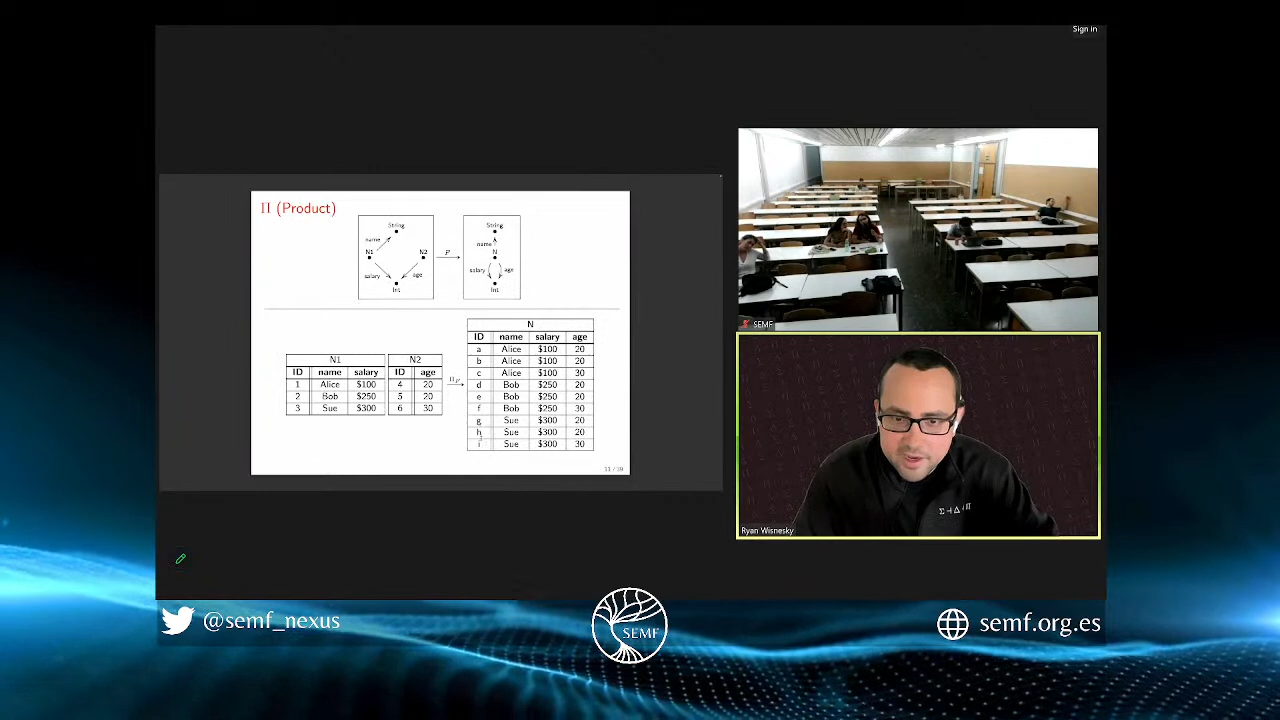 Sign in
Π (Product)
String
name
N1
N2
salary
age
Int
F
String
name
N
salary
age
Int
N1
ID name salary
1 Alice $100
2 Bob $250
3 Sue $300
N2
ID age
4 20
5 20
6 30
Π_F
N
ID name salary age
a Alice $100 20
b Alice $100 20
c Alice $100 30
d Bob $250 20
e Bob $250 20
f Bob $250 30
g Sue $300 20
h Sue $300 20
i Sue $300 30
11 / 39
SEMF
Σ ⊣ Δ ⊣ Π
Ryan Wisnesky
@semf_nexus
SEMF
semf.org.es